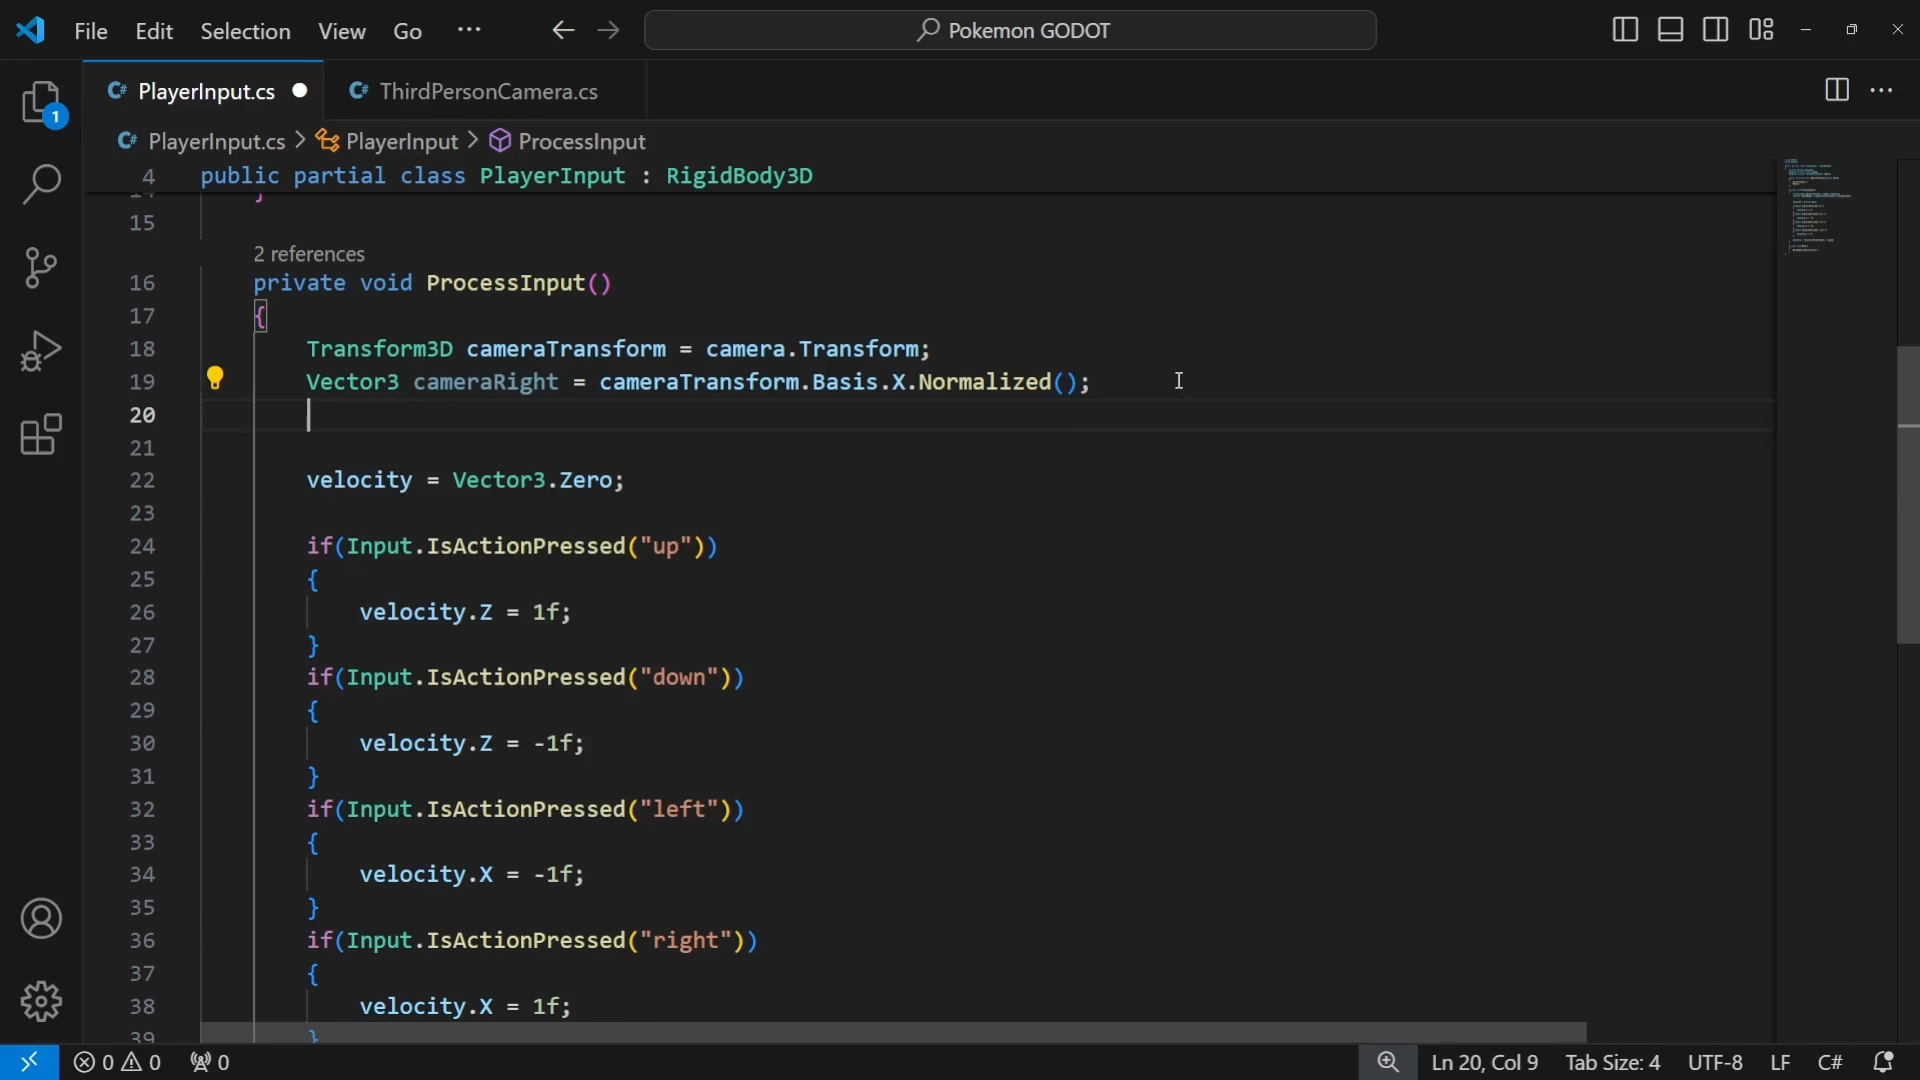 File Edit Selection View Go ··· Pokemon GODOT
C# PlayerInput.cs C# ThirdPersonCamera.cs
1
C# PlayerInput.cs > PlayerInput > ProcessInput
4 public partial class PlayerInput : RigidBody3D
14 }
15
2 references
16 private void ProcessInput()
17 {
18 Transform3D cameraTransform = camera.Transform;
19 Vector3 cameraRight = cameraTransform.Basis.X.Normalized();
20
21
22 velocity = Vector3.Zero;
23
24 if(Input.IsActionPressed("up"))
25 {
26 velocity.Z = 1f;
27 }
28 if(Input.IsActionPressed("down"))
29 {
30 velocity.Z = -1f;
31 }
32 if(Input.IsActionPressed("left"))
33 {
34 velocity.X = -1f;
35 }
36 if(Input.IsActionPressed("right"))
37 {
38 velocity.X = 1f;
39 }
0 0 0 Ln 20, Col 9 Tab Size: 4 UTF-8 LF C#